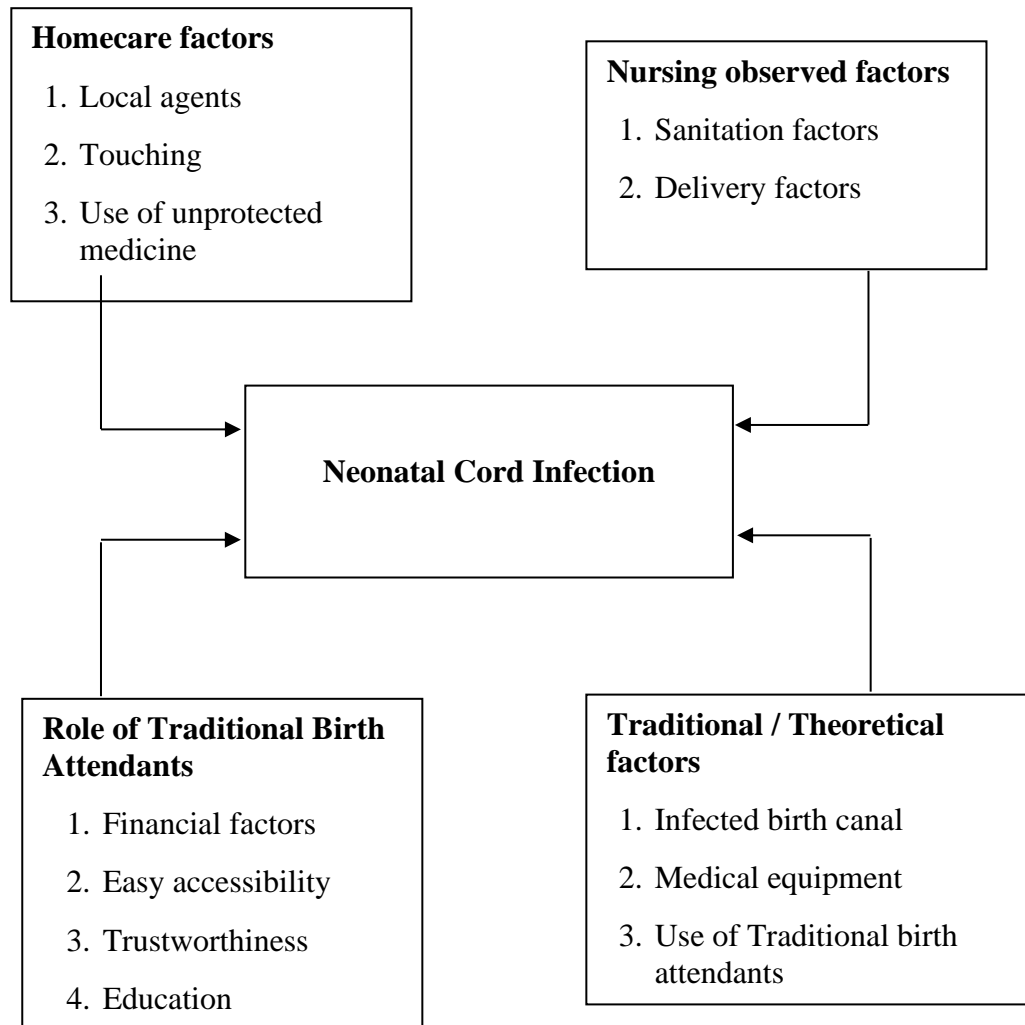 Homecare factors
1. Local agents
2. Touching
3. Use of unprotected
medicine
Nursing observed factors
1. Sanitation factors
2. Delivery factors
Neonatal Cord Infection
Role of Traditional Birth
Attendants
1. Financial factors
2. Easy accessibility
3. Trustworthiness
4. Education
Traditional / Theoretical
factors
1. Infected birth canal
2. Medical equipment
3. Use of Traditional birth
attendants